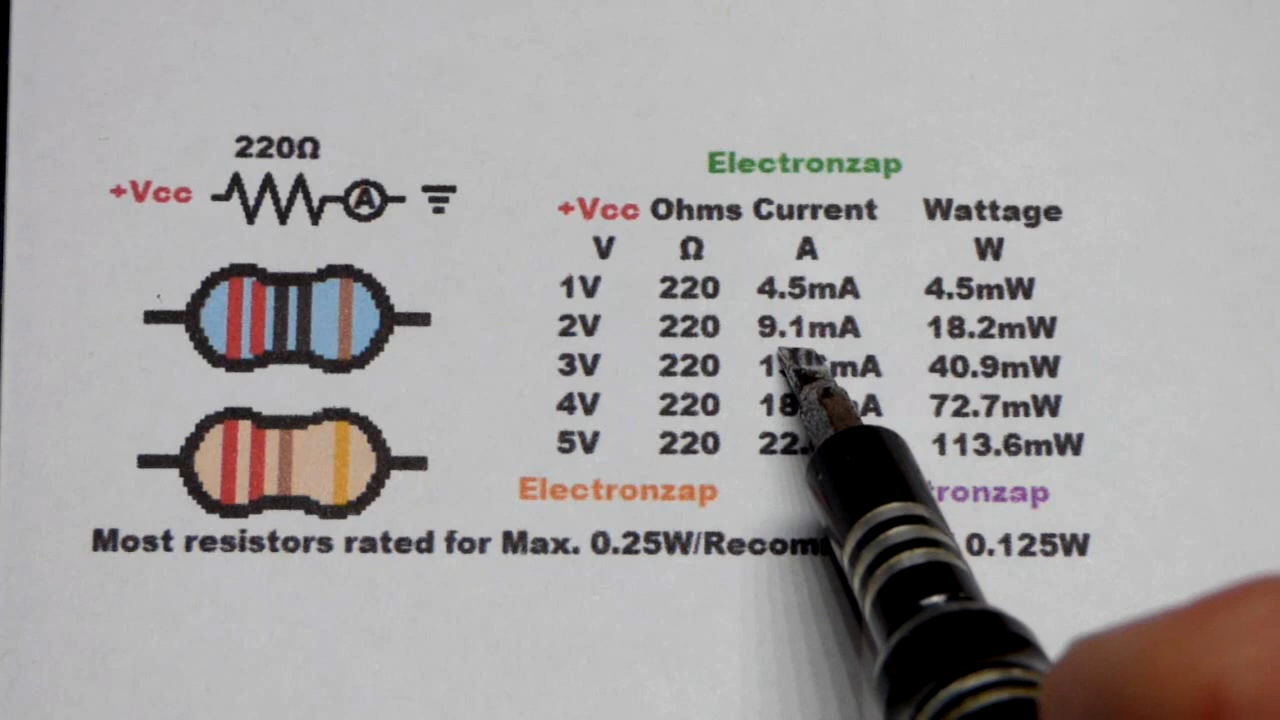 220Ω
+Vcc A
Electronzap
+Vcc Ohms Current Wattage
V Ω A W
1V 220 4.5mA 4.5mW
2V 220 9.1mA 18.2mW
3V 220 40.9mW
4V 220 72.7mW
5V 220 113.6mW
Electronzap
Most resistors rated for Max. 0.25W/ 0.125W